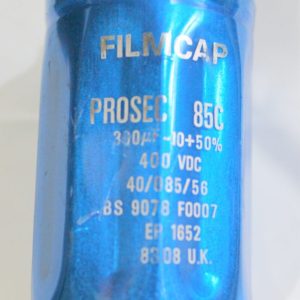 FILMCAP
PROSEC 85C
330µF -10+50%
400 VDC
40/085/56
BS 9078 F0007
EP 1652
8308 U.K.